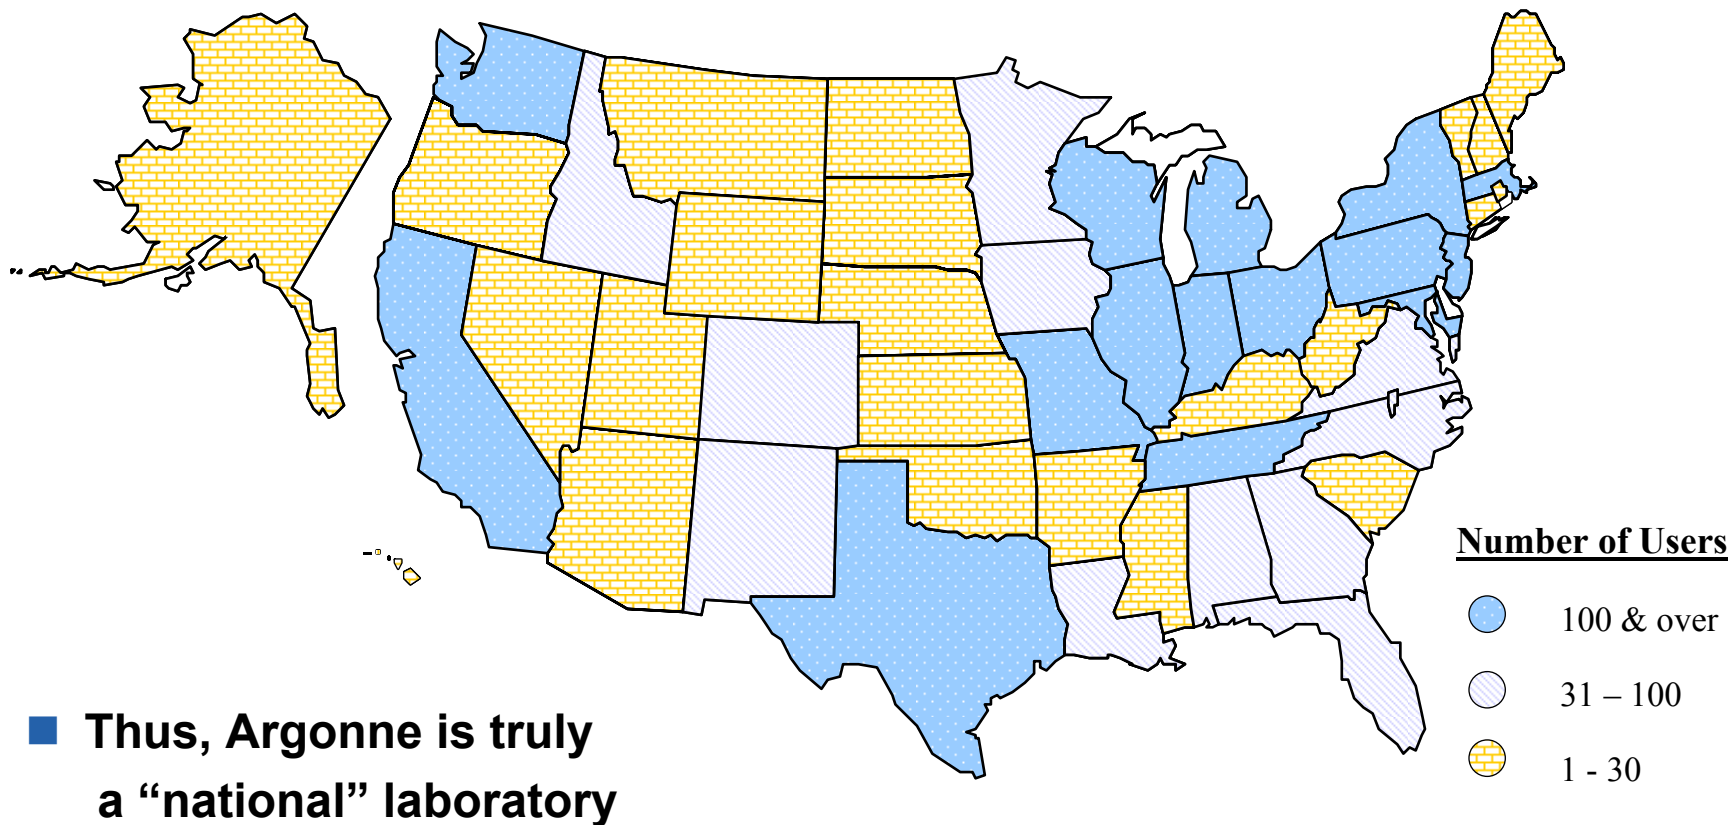 Number of Users
100 & over
31 – 100
1 - 30
Thus, Argonne is truly
a “national” laboratory